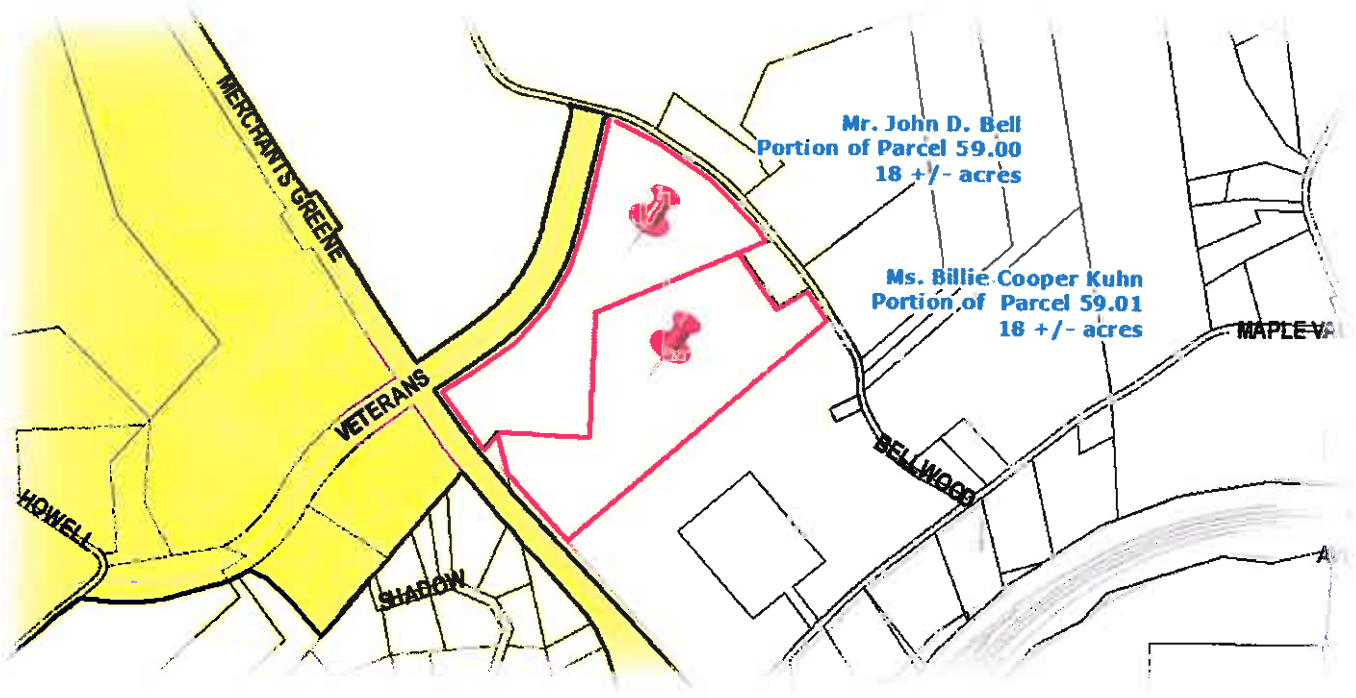 MERCHANTS GREENE
Mr. John D. Bell
Portion of Parcel 59.00
18 +/- acres
Ms. Billie Cooper Kuhn
Portion of Parcel 59.01
18 +/- acres
VETERANS
BELLWOOD
HOWELL
SHADOW
MAPLE